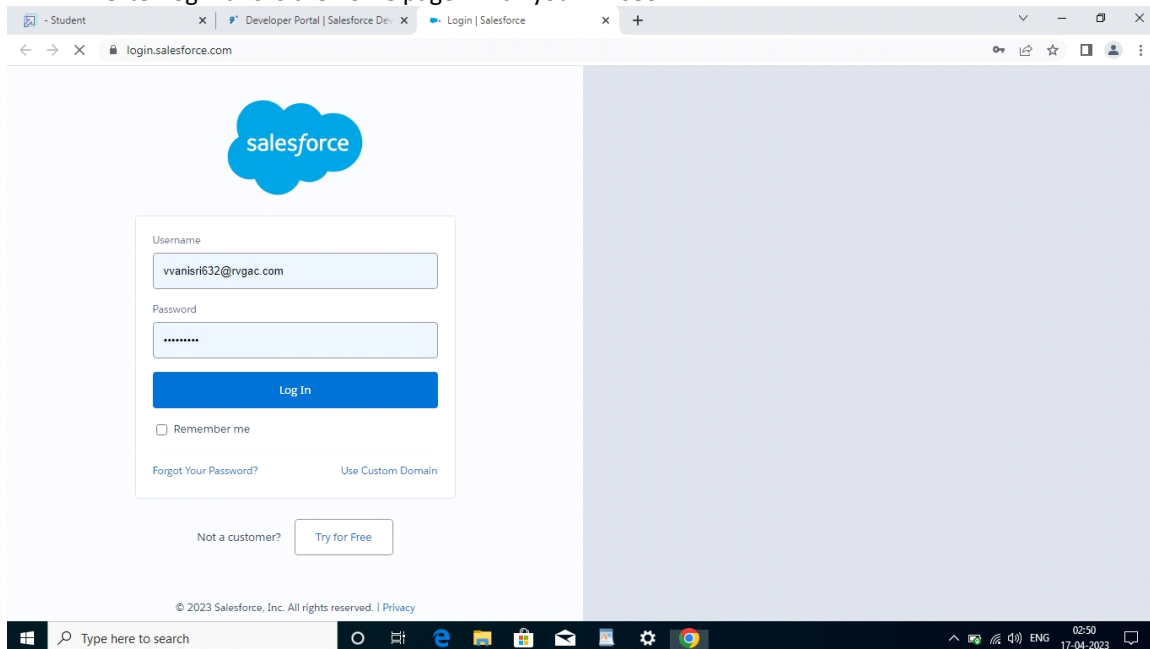 - Student
Developer Portal | Salesforce Dev
Login | Salesforce
login.salesforce.com
salesforce
Username
vvanisri632@rvgac.com
Password
•••••••••
Log In
Remember me
Forgot Your Password? Use Custom Domain
Not a customer? Try for Free
© 2023 Salesforce, Inc. All rights reserved. | Privacy
Type here to search
ENG
02:50
17-04-2023